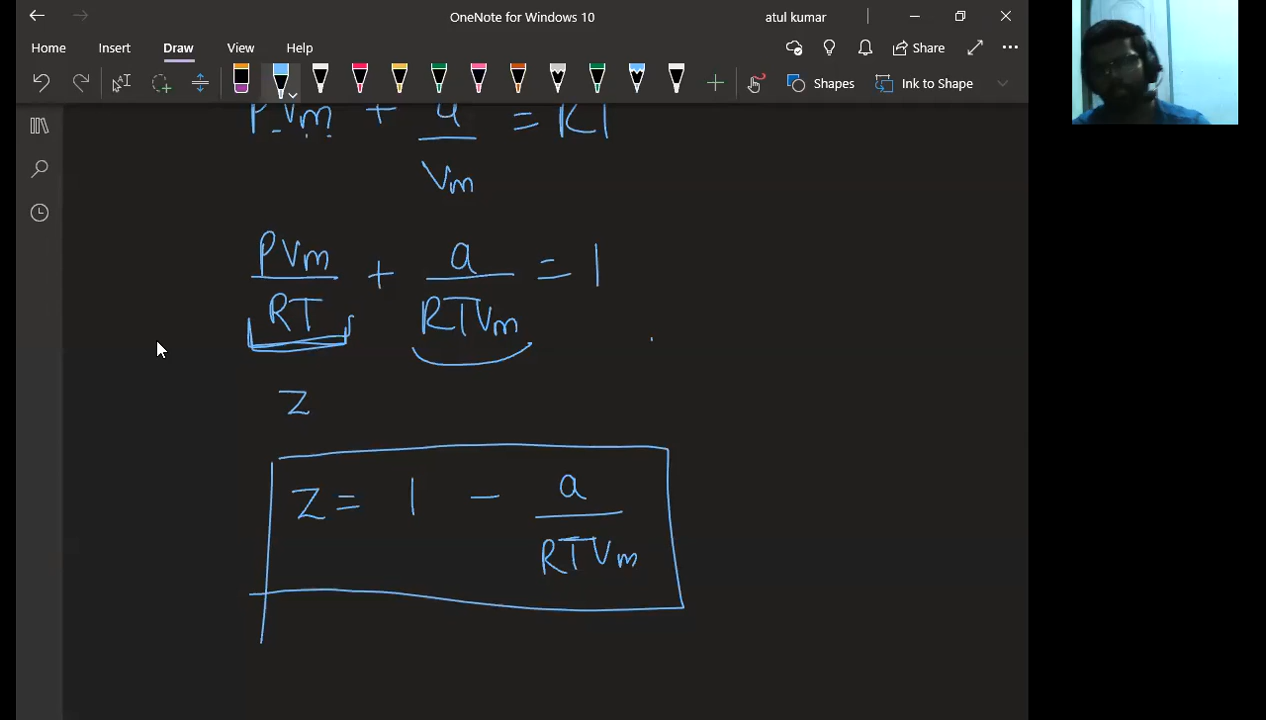 OneNote for Windows 10
atul kumar
Home Insert Draw View Help
Share
Shapes
Ink to Shape
PVm + a/Vm = RT
PVm/RT + a/RTVm = 1
Z
Z = 1 - a/RTVm